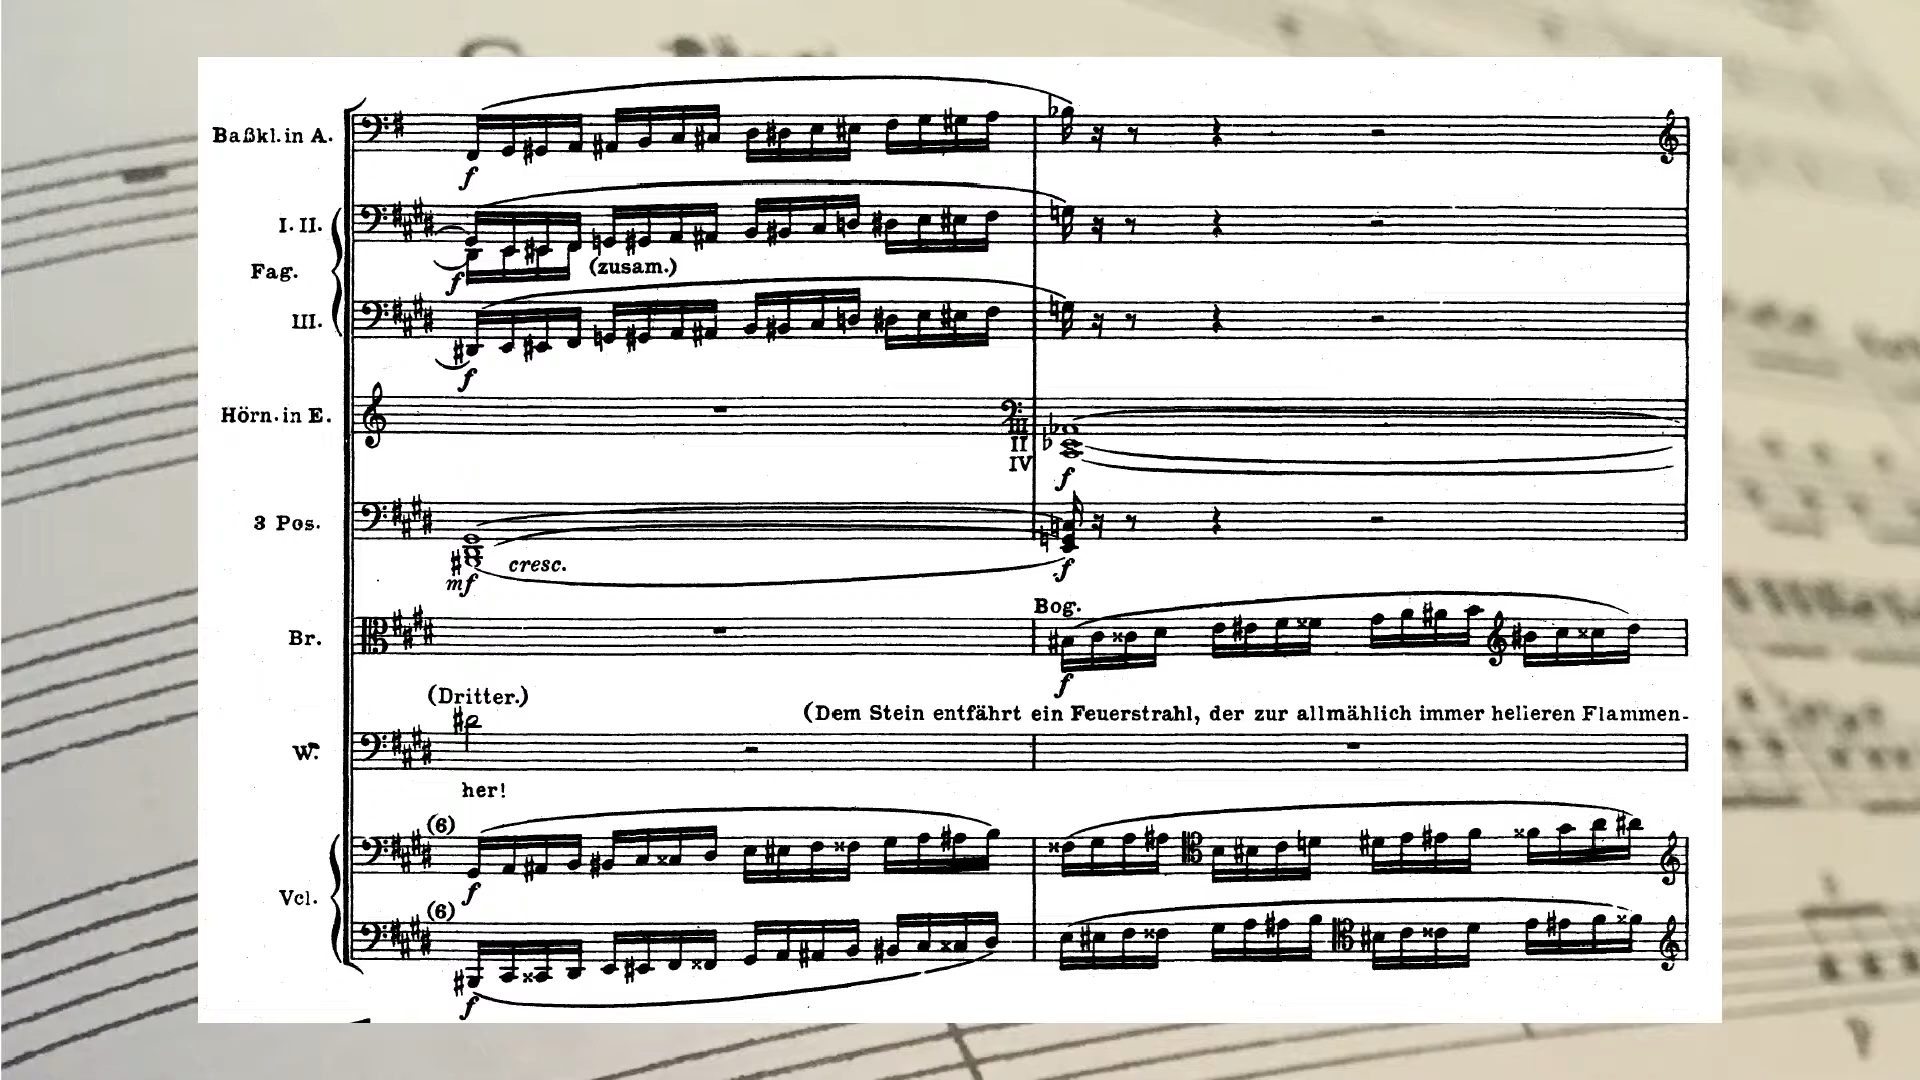 Baßkl. in A.
f
I. II.
Fag.
f
(zusam.)
III.
f
Hörn. in E.
III
II
IV
f
3 Pos.
mf
cresc.
f
Bog.
Br.
f
(Dritter.)
(Dem Stein entfährt ein Feuerstrahl, der zur allmählich immer helleren Flammen-
W.
her!
(6)
f
Vcl.
(6)
f